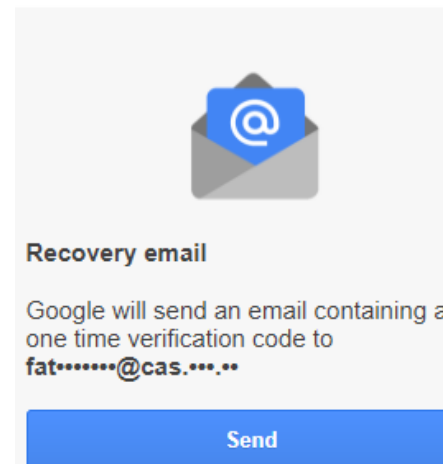 @
Recovery email
Google will send an email containing a
one time verification code to
fat•••••••@cas.•••.••
Send